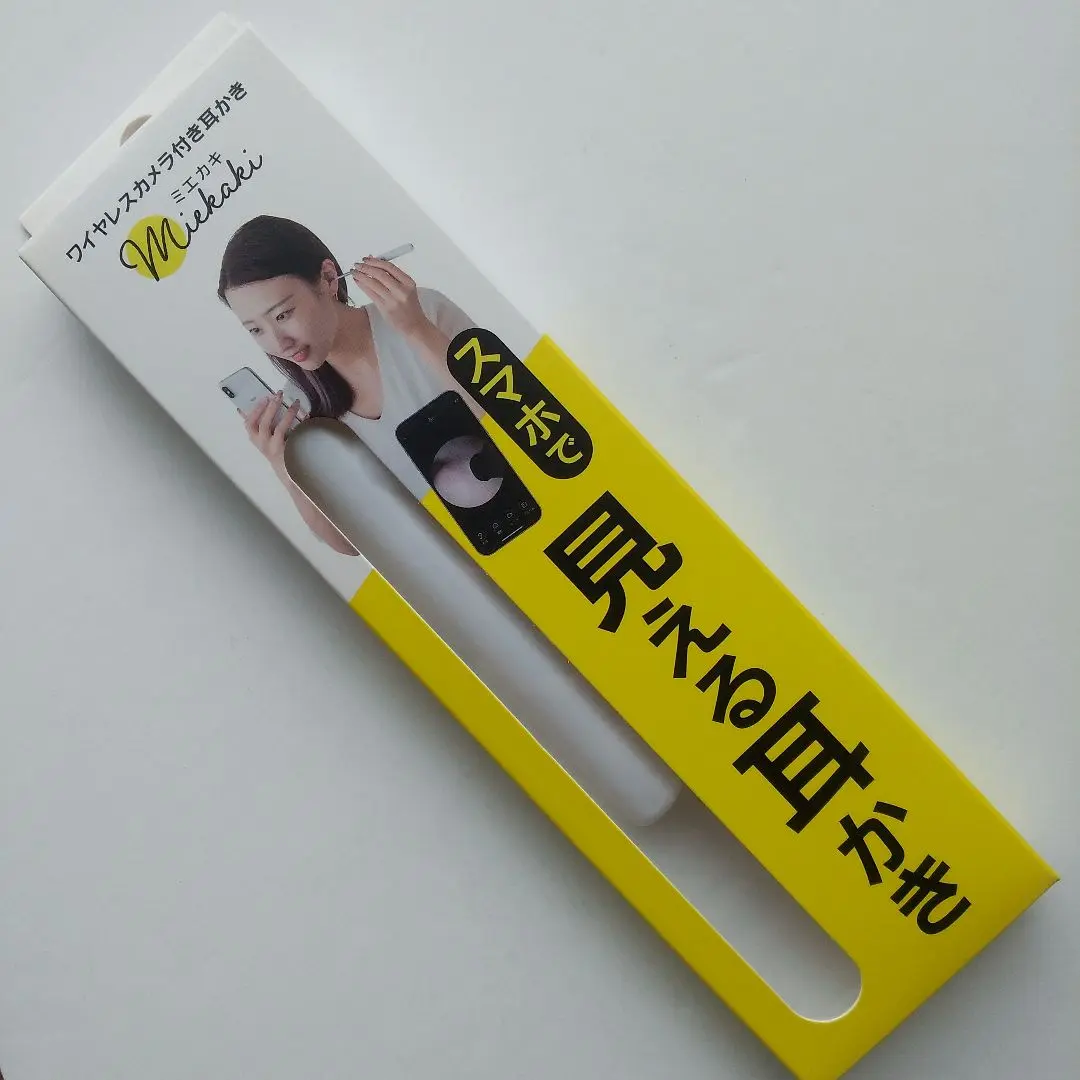 ワイヤレスカメラ付き耳かき
ミエカキ
Miekaki
スマホで
見える耳かき